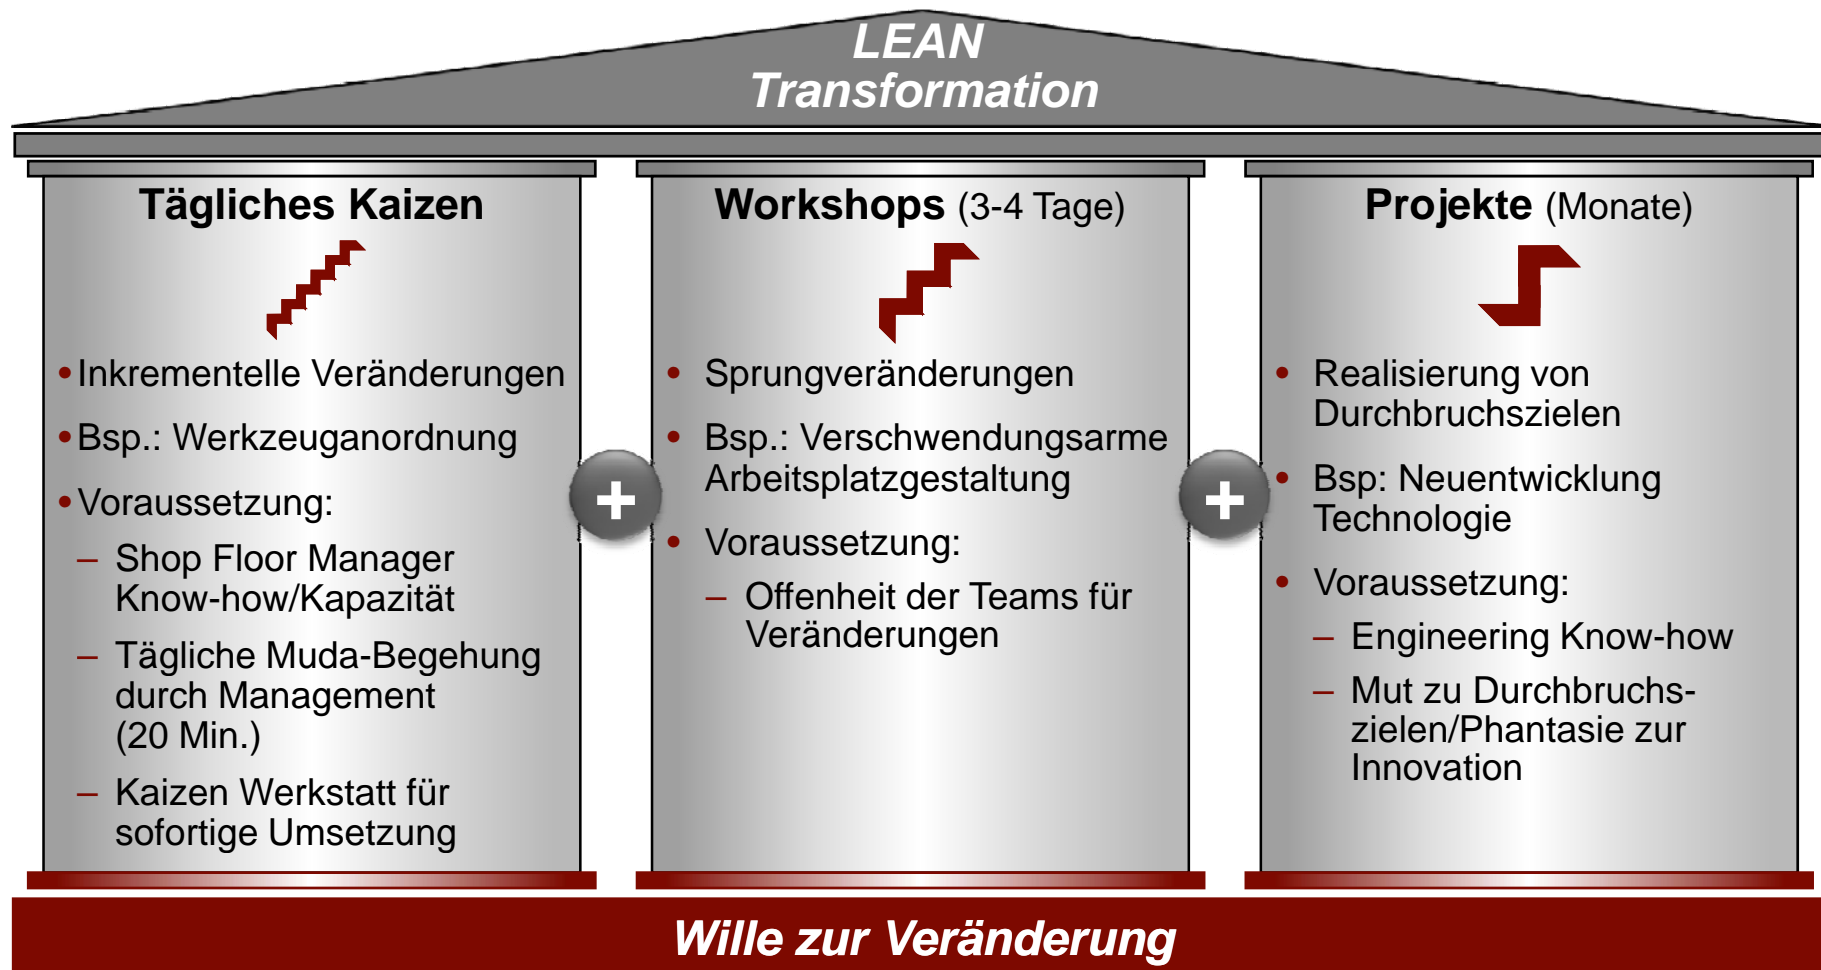 LEAN
Transformation
Tägliches Kaizen
• Inkrementelle Veränderungen
• Bsp.: Werkzeuganordnung
• Voraussetzung:
– Shop Floor Manager
Know-how/Kapazität
– Tägliche Muda-Begehung
durch Management
(20 Min.)
– Kaizen Werkstatt für
sofortige Umsetzung
+
Workshops (3-4 Tage)
• Sprungveränderungen
• Bsp.: Verschwendungsarme
Arbeitsplatzgestaltung
• Voraussetzung:
– Offenheit der Teams für
Veränderungen
+
Projekte (Monate)
• Realisierung von
Durchbruchszielen
• Bsp: Neuentwicklung
Technologie
• Voraussetzung:
– Engineering Know-how
– Mut zu Durchbruchs-
zielen/Phantasie zur
Innovation
Wille zur Veränderung